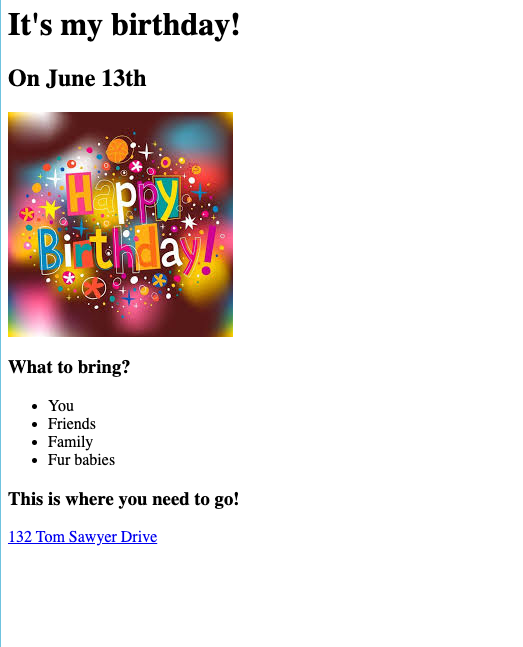 It's my birthday!
On June 13th
Happy
Birthday!
What to bring?
You
Friends
Family
Fur babies
This is where you need to go!
132 Tom Sawyer Drive